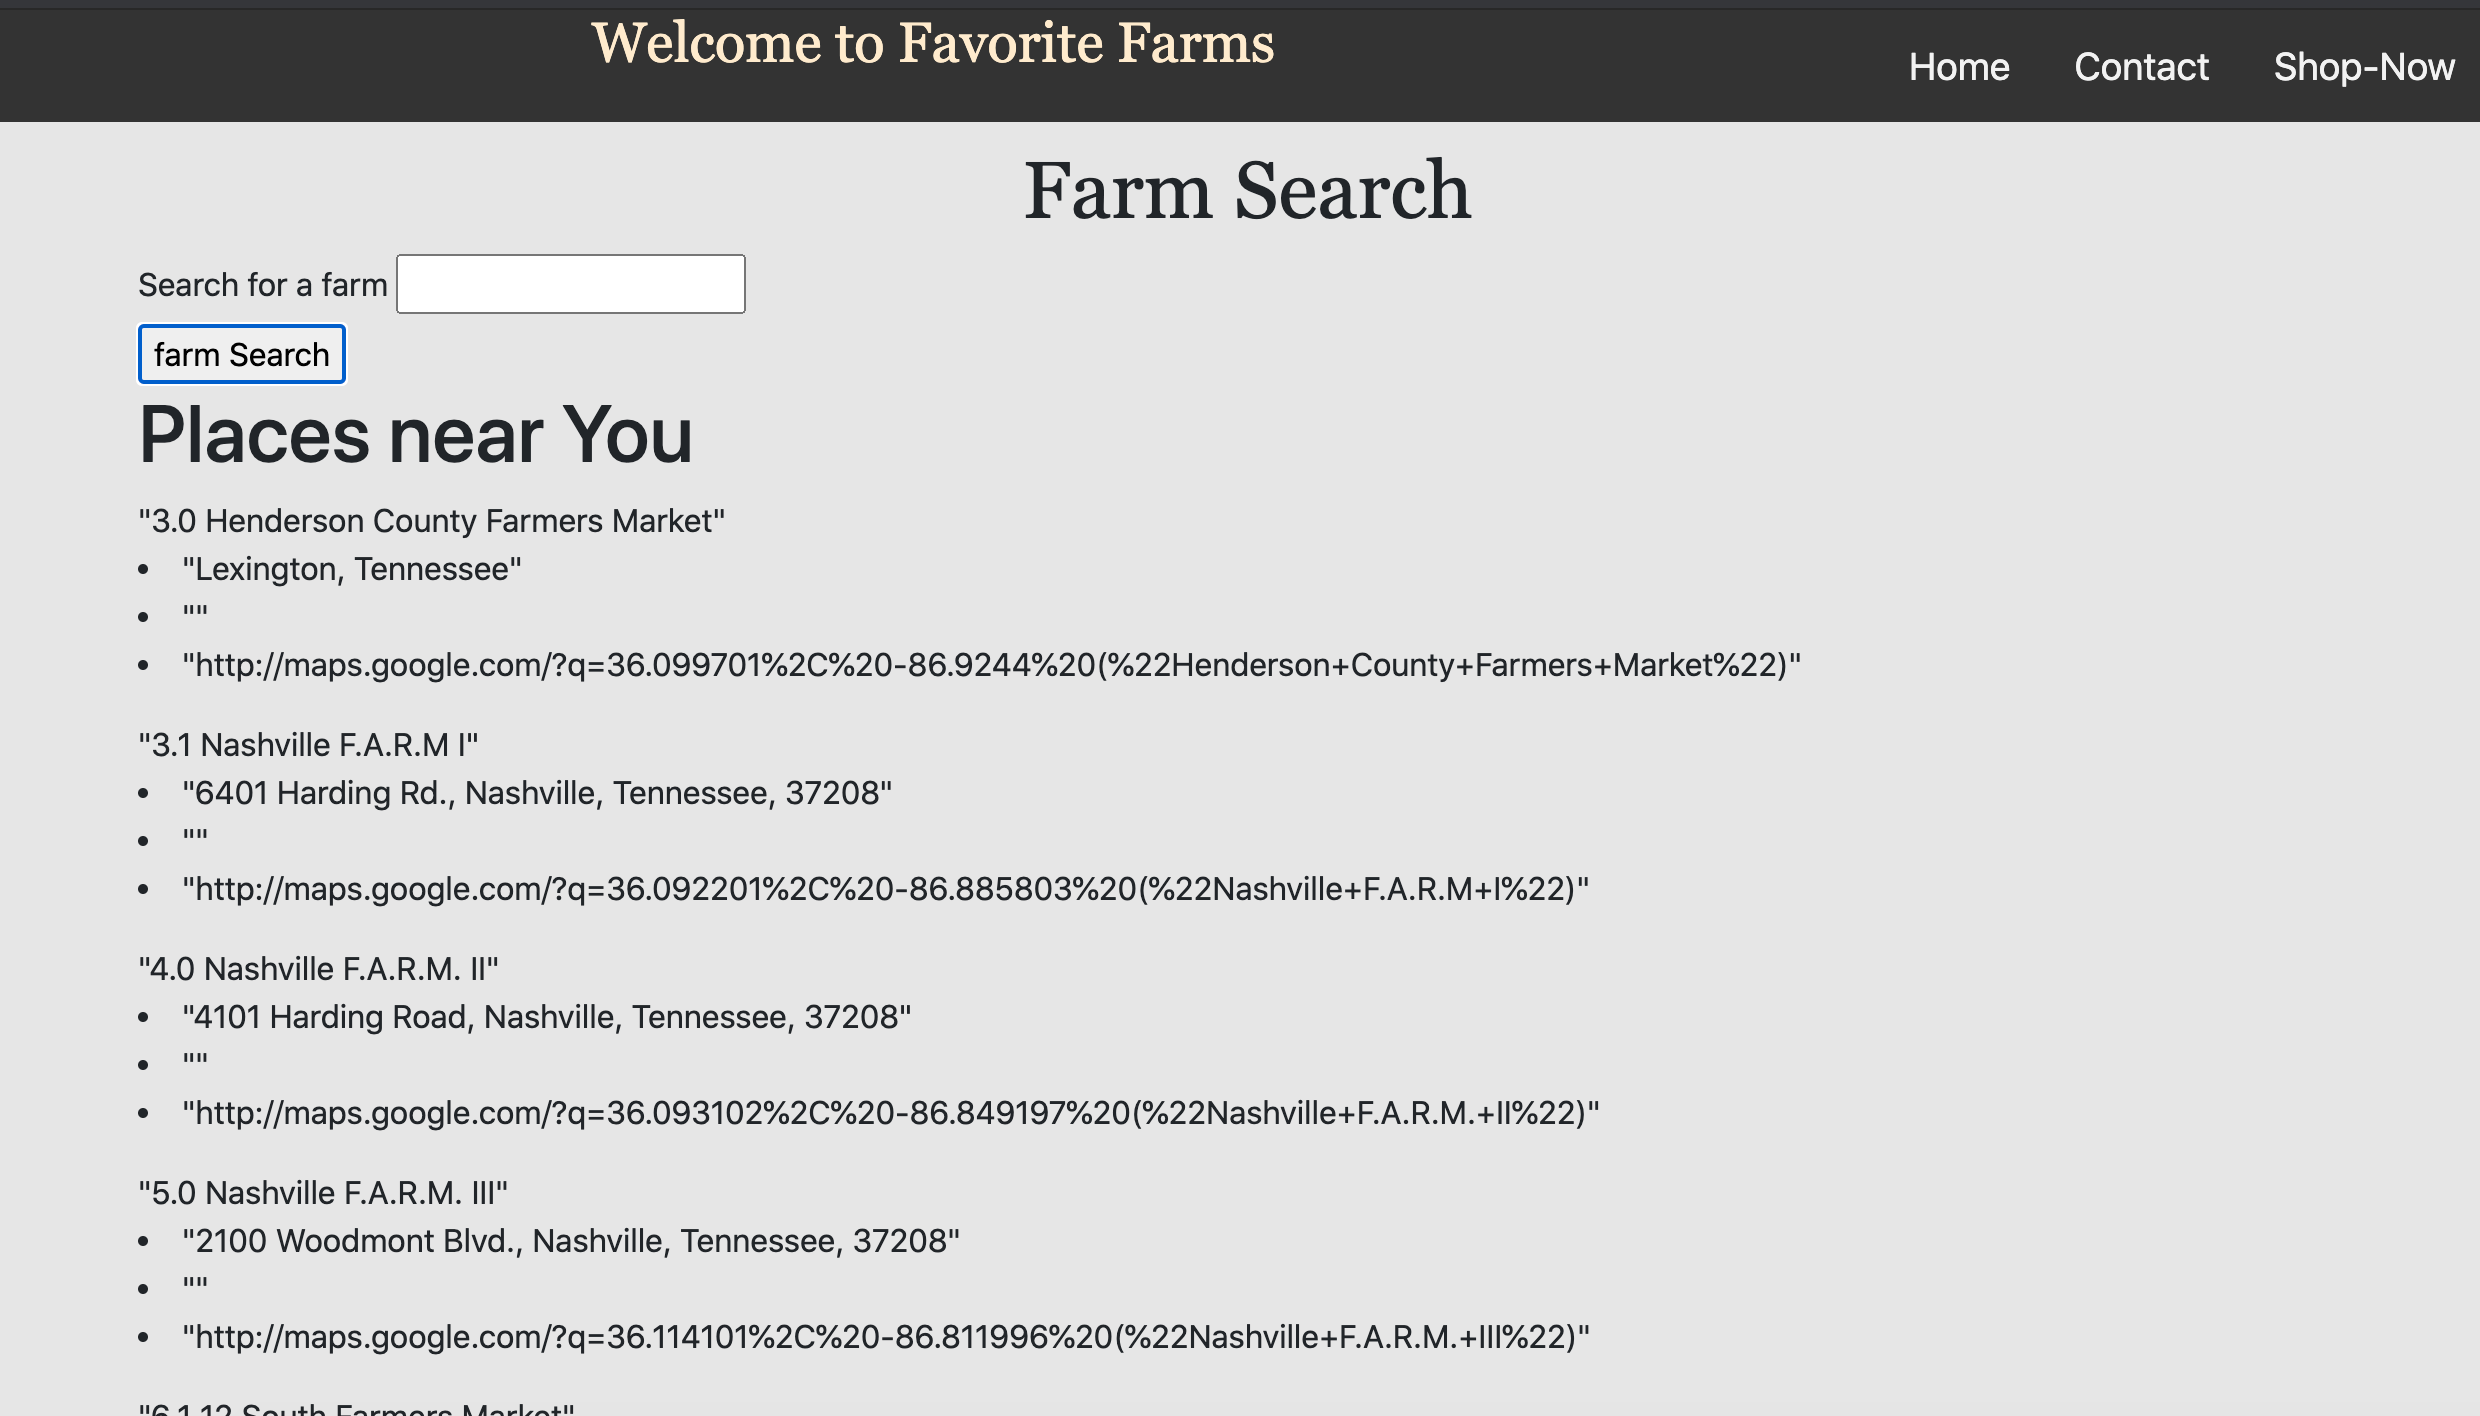 Welcome to Favorite Farms
Home Contact Shop-Now
Farm Search
Search for a farm
farm Search
Places near You
"3.0 Henderson County Farmers Market"
• "Lexington, Tennessee"
• ""
• "http://maps.google.com/?q=36.099701%2C%20-86.9244%20(%22Henderson+County+Farmers+Market%22)"
"3.1 Nashville F.A.R.M I"
• "6401 Harding Rd., Nashville, Tennessee, 37208"
• ""
• "http://maps.google.com/?q=36.092201%2C%20-86.885803%20(%22Nashville+F.A.R.M+I%22)"
"4.0 Nashville F.A.R.M. II"
• "4101 Harding Road, Nashville, Tennessee, 37208"
• ""
• "http://maps.google.com/?q=36.093102%2C%20-86.849197%20(%22Nashville+F.A.R.M.+II%22)"
"5.0 Nashville F.A.R.M. III"
• "2100 Woodmont Blvd., Nashville, Tennessee, 37208"
• ""
• "http://maps.google.com/?q=36.114101%2C%20-86.811996%20(%22Nashville+F.A.R.M.+III%22)"
"6.1 12 South Farmers Market"